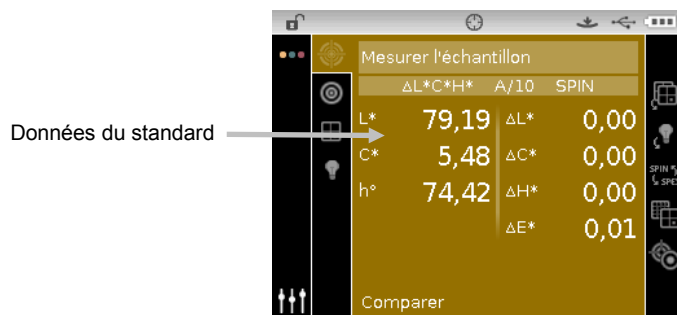 Données du standard
Mesurer l'échantillon
ΔL*C*H* A/10 SPIN
L* 79,19 ΔL* 0,00
C* 5,48 ΔC* 0,00
h° 74,42 ΔH* 0,00
ΔE* 0,01
Comparer
SPIN
SPEX